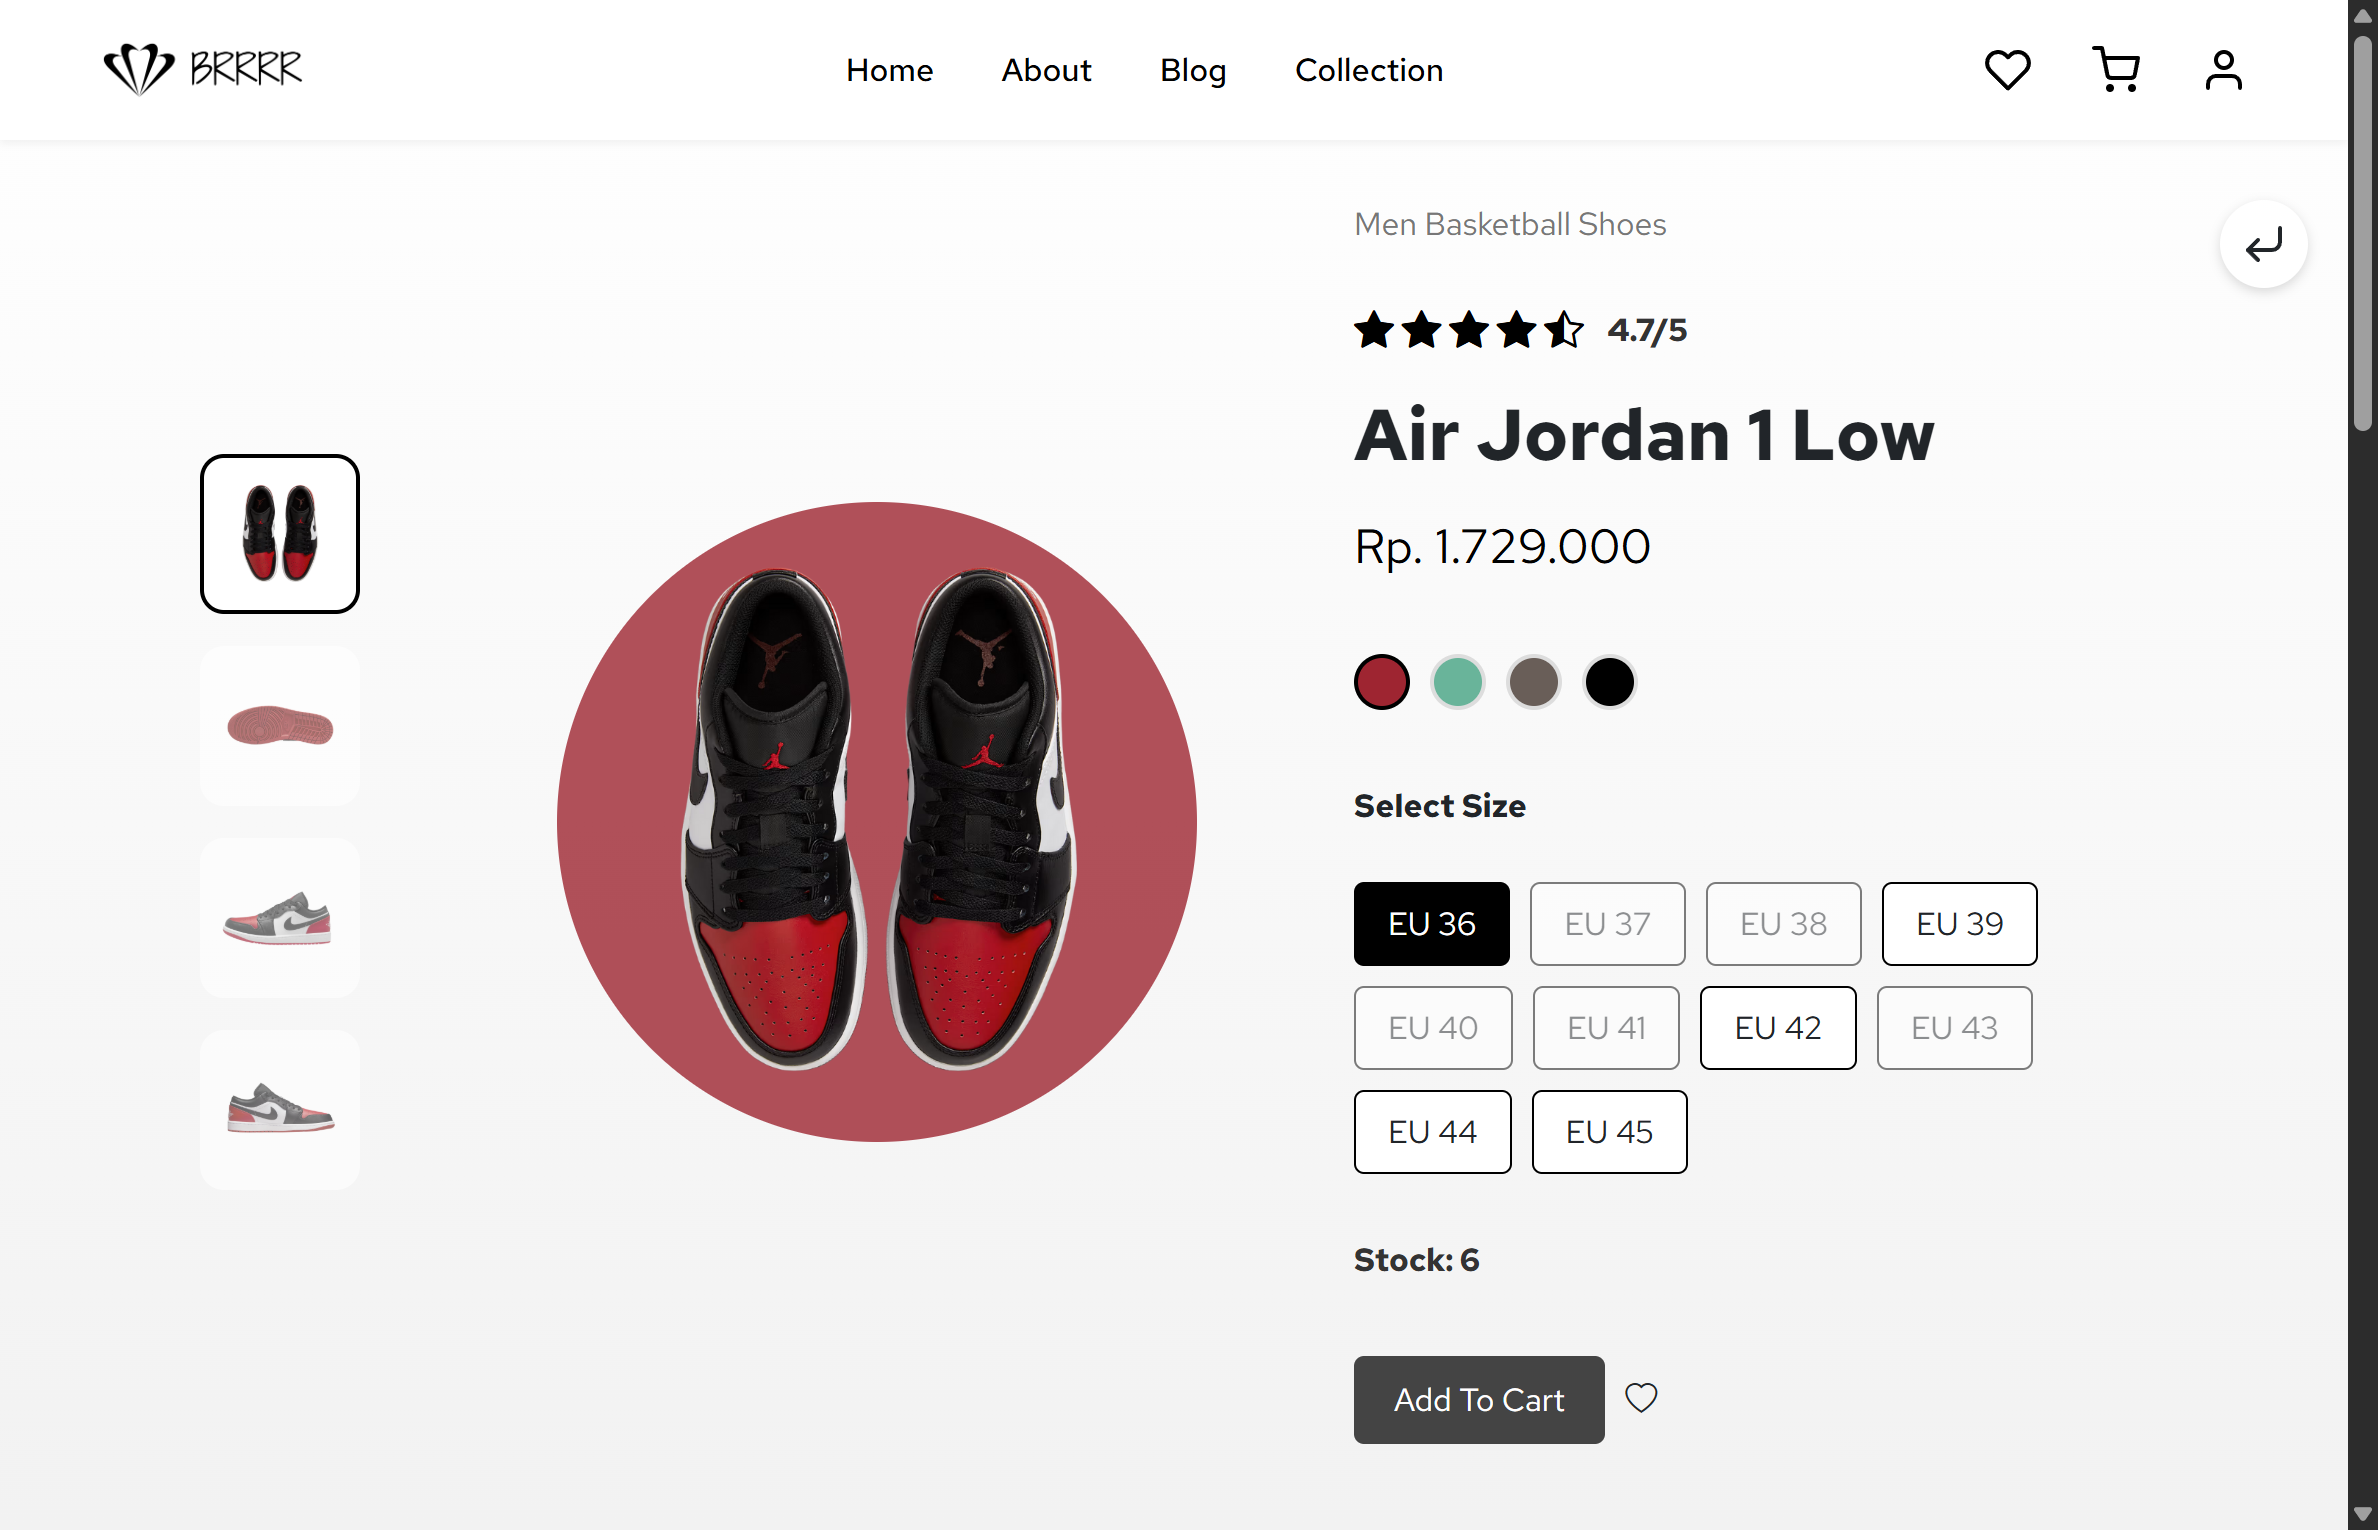 BRRRR
Home About Blog Collection
Men Basketball Shoes
4.7/5
Air Jordan 1 Low
Rp. 1.729.000
Select Size
EU 36 EU 37 EU 38 EU 39
EU 40 EU 41 EU 42 EU 43
EU 44 EU 45
Stock: 6
Add To Cart